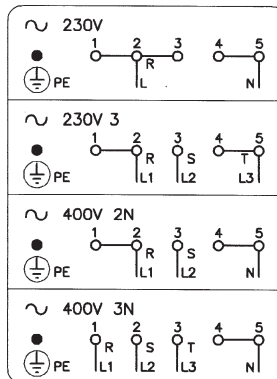 ~ 230V
1 2 3 4 5
R
PE L N
~ 230V 3
1 2 3 4 5
R S T
PE L1 L2 L3
~ 400V 2N
1 2 3 4 5
R S
PE L1 L2 N
~ 400V 3N
1 2 3 4 5
R S T
PE L1 L2 L3 N